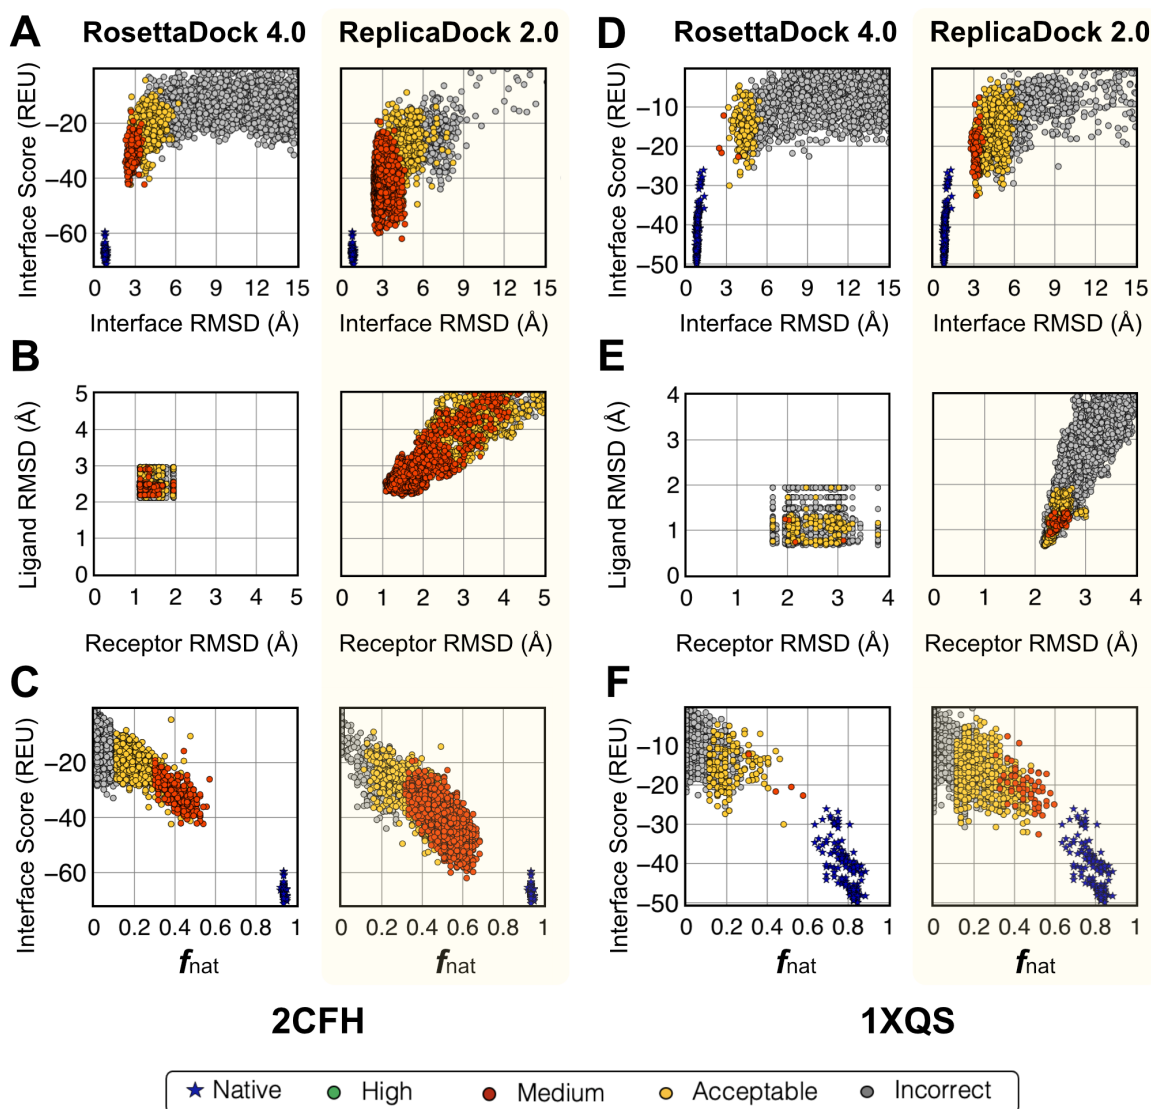 A RosettaDock 4.0 ReplicaDock 2.0
Interface Score (REU)
−20
−40
−60
0 3 6 9 12 15 0 3 6 9 12 15
Interface RMSD (Å) Interface RMSD (Å)
B
Ligand RMSD (Å)
5
4
3
2
1
0
0 1 2 3 4 5 0 1 2 3 4 5
Receptor RMSD (Å) Receptor RMSD (Å)
C
Interface Score (REU)
−20
−40
−60
0 0.2 0.4 0.6 0.8 1 0 0.2 0.4 0.6 0.8 1
fnat fnat
2CFH
D RosettaDock 4.0 ReplicaDock 2.0
Interface Score (REU)
−10
−20
−30
−40
−50
0 3 6 9 12 15 0 3 6 9 12 15
Interface RMSD (Å) Interface RMSD (Å)
E
Ligand RMSD (Å)
4
3
2
1
0
0 1 2 3 4 0 1 2 3 4
Receptor RMSD (Å) Receptor RMSD (Å)
F
Interface Score (REU)
−10
−20
−30
−40
−50
0 0.2 0.4 0.6 0.8 1 0 0.2 0.4 0.6 0.8 1
fnat fnat
1XQS
Native High Medium Acceptable Incorrect